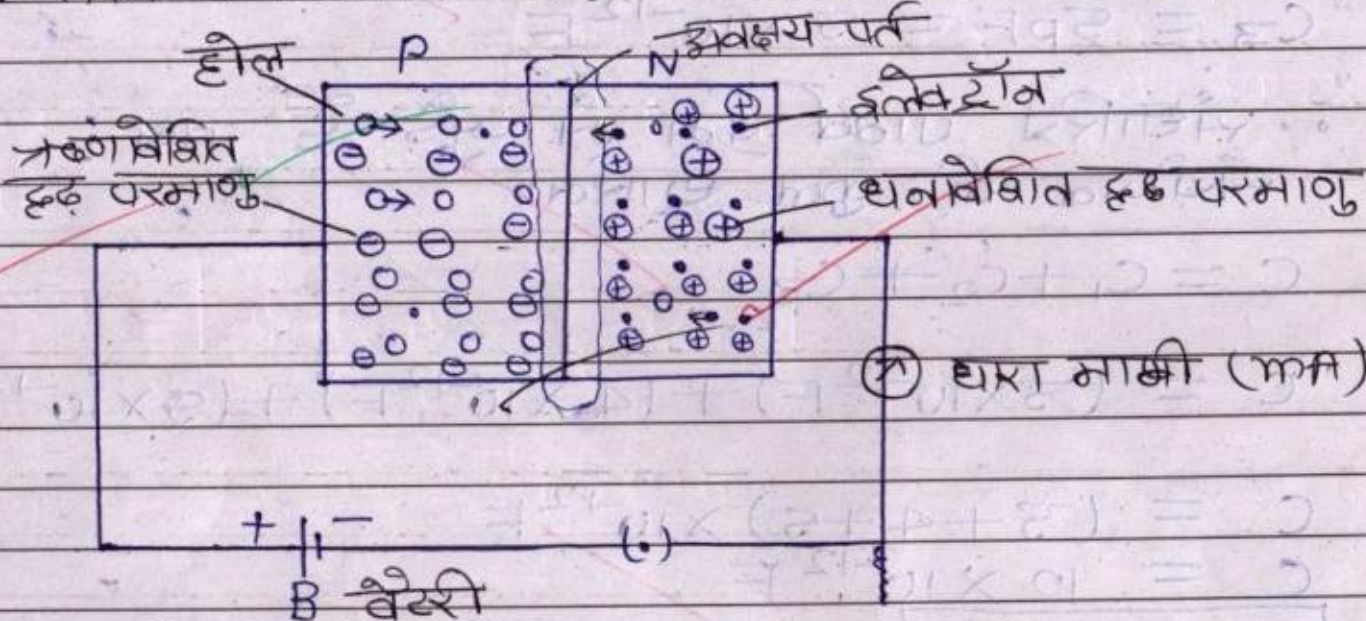 P
N
होल
अवक्षय पर्त
इलेक्ट्रॉन
ऋणावेशित
दृढ परमाणु
धनावेशित दृढ परमाणु
धारा मापी (mA)
+
−
(.)
B बैटरी